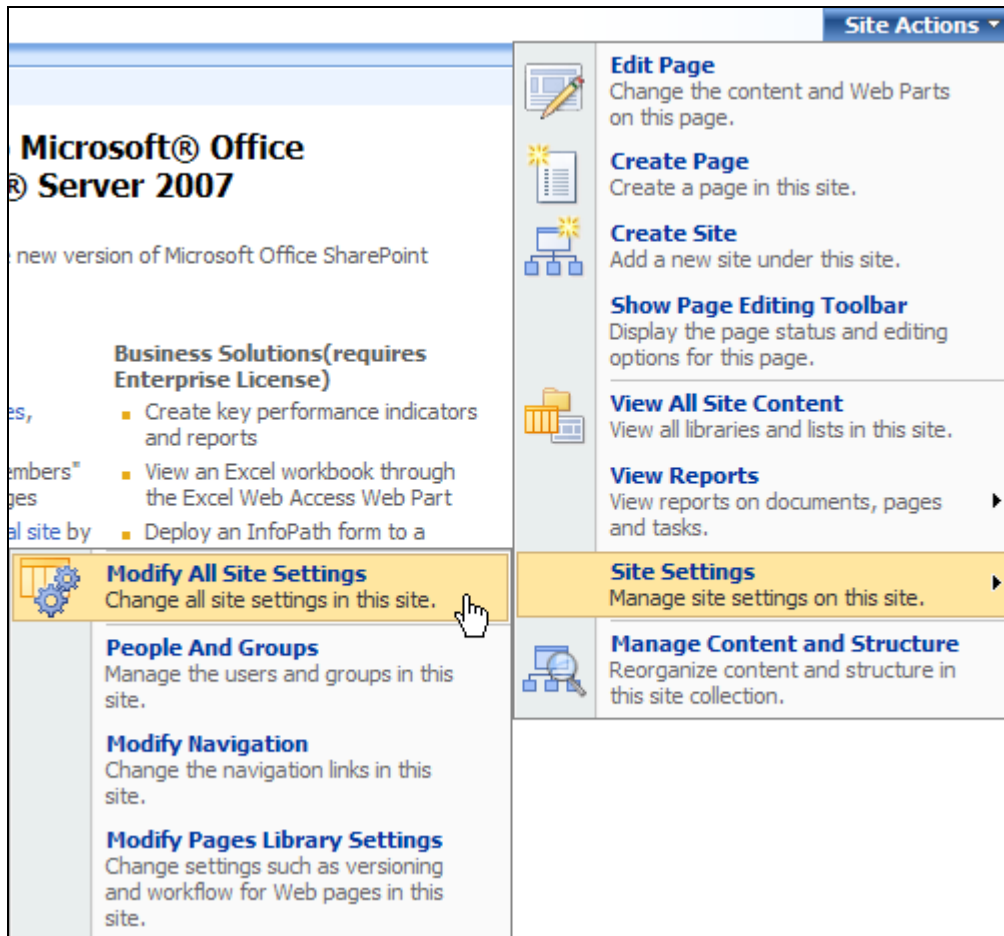 Site Actions
Edit Page
Change the content and Web Parts
on this page.
Create Page
Create a page in this site.
Create Site
Add a new site under this site.
Show Page Editing Toolbar
Display the page status and editing
options for this page.
View All Site Content
View all libraries and lists in this site.
View Reports
View reports on documents, pages
and tasks.
Site Settings
Manage site settings on this site.
Manage Content and Structure
Reorganize content and structure in
this site collection.
Microsoft® Office
® Server 2007
new version of Microsoft Office SharePoint
Business Solutions(requires
Enterprise License)
Create key performance indicators
and reports
View an Excel workbook through
the Excel Web Access Web Part
Deploy an InfoPath form to a
es,
embers"
ges
al site by
Modify All Site Settings
Change all site settings in this site.
People And Groups
Manage the users and groups in this
site.
Modify Navigation
Change the navigation links in this
site.
Modify Pages Library Settings
Change settings such as versioning
and workflow for Web pages in this
site.